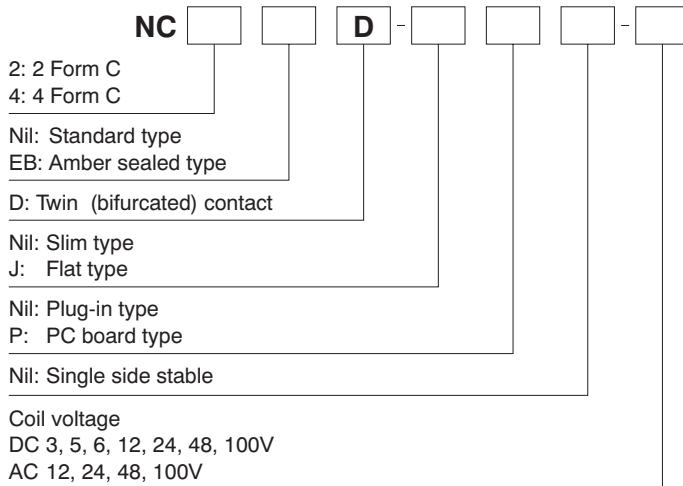 NC D - -
2: 2 Form C
4: 4 Form C
Nil: Standard type
EB: Amber sealed type
D: Twin (bifurcated) contact
Nil: Slim type
J: Flat type
Nil: Plug-in type
P: PC board type
Nil: Single side stable
Coil voltage
DC 3, 5, 6, 12, 24, 48, 100V
AC 12, 24, 48, 100V